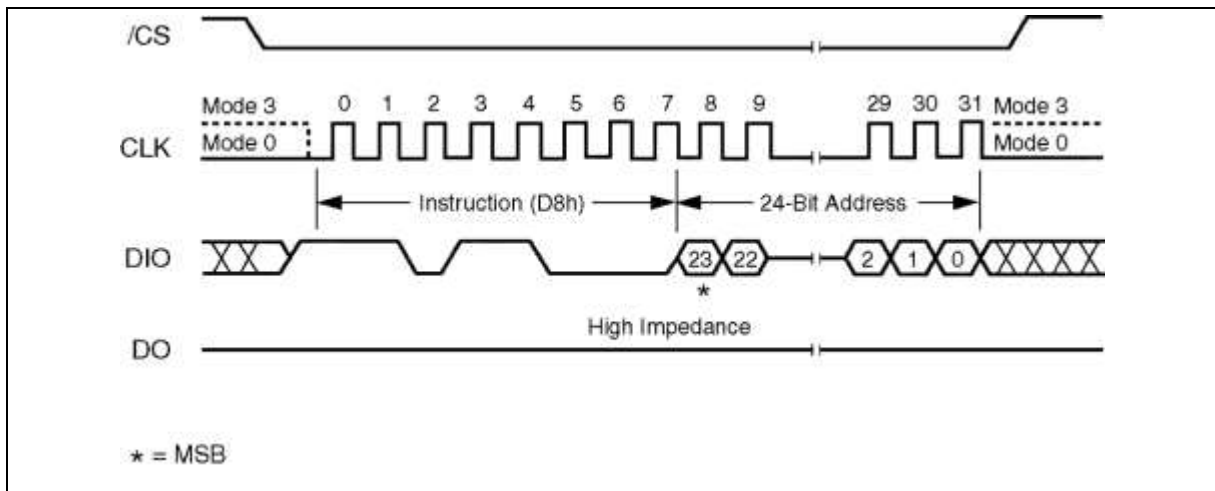 /CS
Mode 3 0 1 2 3 4 5 6 7 8 9 29 30 31 Mode 3
CLK Mode 0 Mode 0
Instruction (D8h) 24-Bit Address
DIO 23 22 2 1 0
*
High Impedance
DO
* = MSB